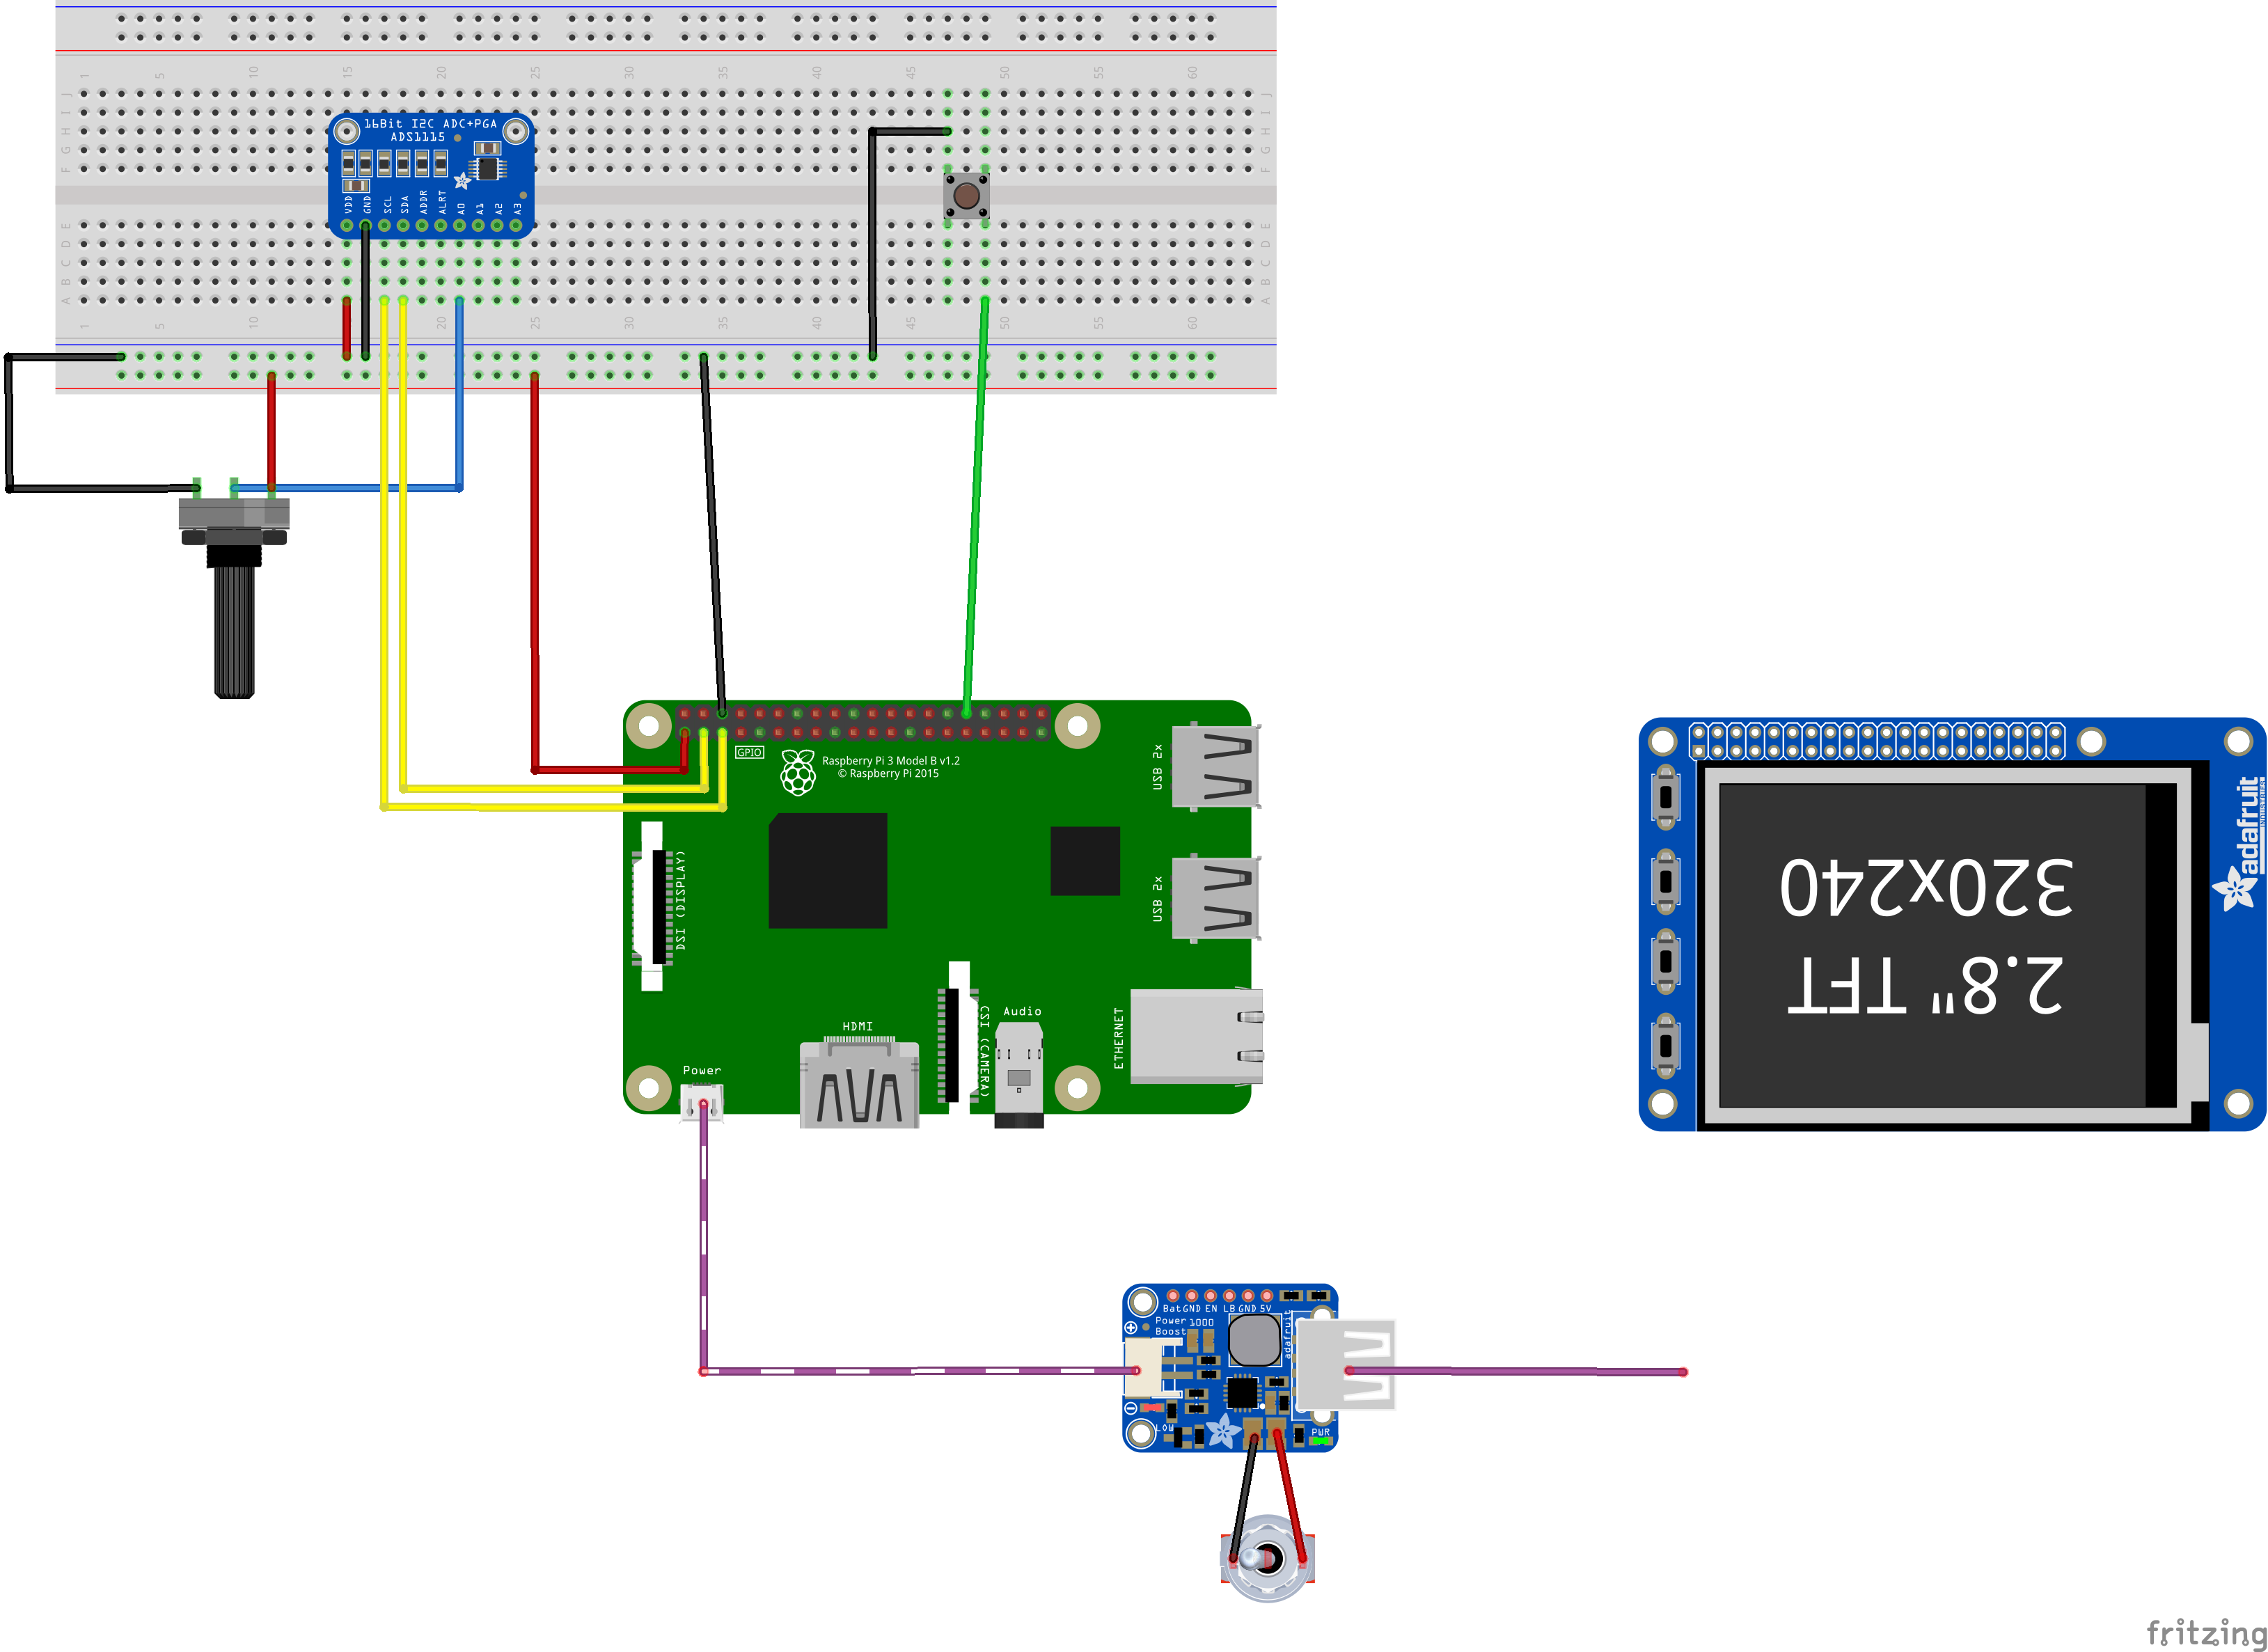 1 5 10 15 20 25 30 35 40 45 50 55 60
J
I
H
G
F
J
I
H
G
F
16Bit I2C ADC+PGA
ADS1115
VDD GND SCL SDA ADDR ALRT A0 A1 A2 A3
E
D
C
B
A
E
D
C
B
A
1 5 10 15 20 25 30 35 40 45 50 55 60
GPIO
Raspberry Pi 3 Model B v1.2
© Raspberry Pi 2015
USB 2x
USB 2x
DSI (DISPLAY)
HDMI
CSI (CAMERA)
Audio
ETHERNET
Power
adafruit
INDUSTRIES
2.8" TFT
320x240
Bat GND EN LB GND 5V
Power 1000
Boost
adafruit
LOW
PWR
fritzing